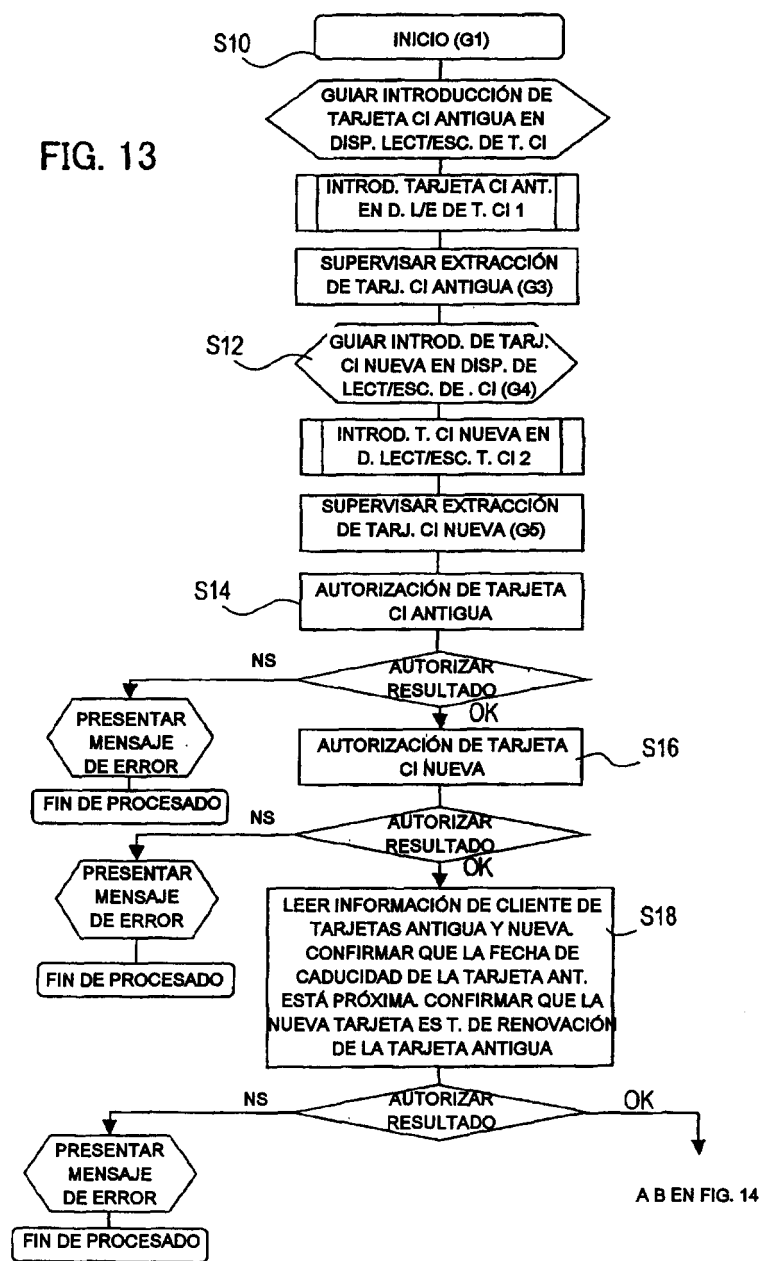 S10
INICIO (G1)
FIG. 13
GUIAR INTRODUCCIÓN DE
TARJETA CI ANTIGUA EN
DISP. LECT/ESC. DE T. CI
INTROD. TARJETA CI ANT.
EN D. L/E DE T. CI 1
SUPERVISAR EXTRACCIÓN
DE TARJ. CI ANTIGUA (G3)
S12
GUIAR INTROD. DE TARJ.
CI NUEVA EN DISP. DE
LECT/ESC. DE . CI (G4)
INTROD. T. CI NUEVA EN
D. LECT/ESC. T. CI 2
SUPERVISAR EXTRACCIÓN
DE TARJ. CI NUEVA (G5)
S14
AUTORIZACIÓN DE TARJETA
CI ANTIGUA
NS
AUTORIZAR
RESULTADO
OK
PRESENTAR
MENSAJE
DE ERROR
FIN DE PROCESADO
AUTORIZACIÓN DE TARJETA
CI NUEVA
S16
NS
AUTORIZAR
RESULTADO
OK
PRESENTAR
MENSAJE
DE ERROR
FIN DE PROCESADO
LEER INFORMACIÓN DE CLIENTE DE
TARJETAS ANTIGUA Y NUEVA.
CONFIRMAR QUE LA FECHA DE
CADUCIDAD DE LA TARJETA ANT.
ESTÁ PRÓXIMA. CONFIRMAR QUE LA
NUEVA TARJETA ES T. DE RENOVACIÓN
DE LA TARJETA ANTIGUA
S18
NS
AUTORIZAR
RESULTADO
OK
PRESENTAR
MENSAJE
DE ERROR
FIN DE PROCESADO
A B EN FIG. 14